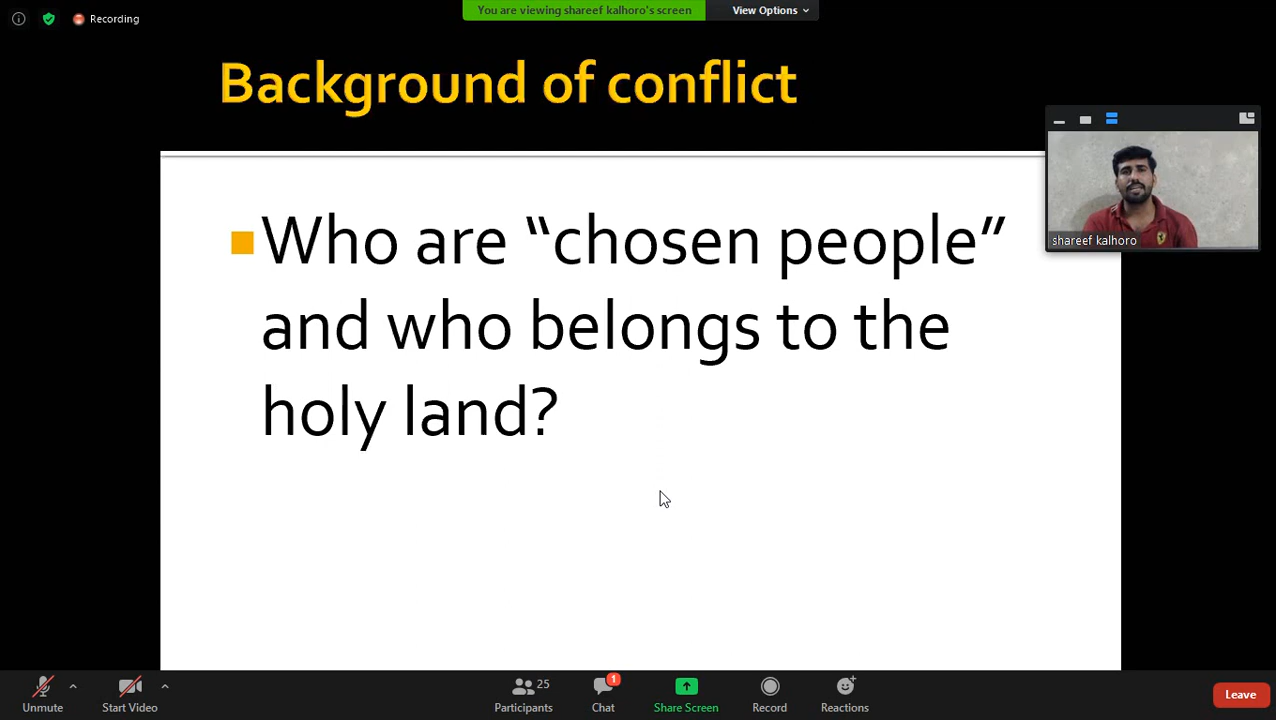 Recording
You are viewing shareef kalhoro's screen
View Options
Background of conflict
Who are “chosen people”
and who belongs to the
holy land?
shareef kalhoro
Unmute
Start Video
25
Participants
1
Chat
Share Screen
Record
Reactions
Leave